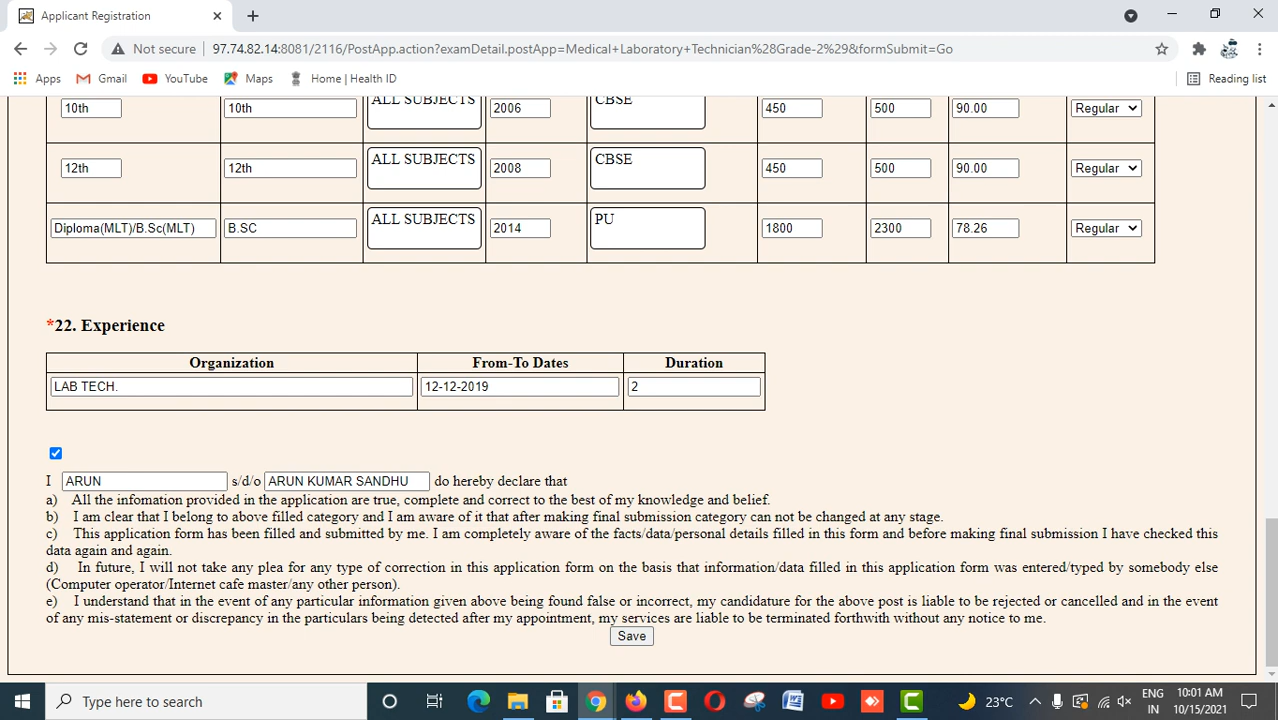 Applicant Registration
Not secure 97.74.82.14:8081/2116/PostApp.action?examDetail.postApp=Medical+Laboratory+Technician%28Grade-2%29&formSubmit=Go
Apps Gmail YouTube Maps Home | Health ID Reading list
10th 10th ALL SUBJECTS 2006 CBSE 450 500 90.00 Regular
12th 12th ALL SUBJECTS 2008 CBSE 450 500 90.00 Regular
Diploma(MLT)/B.Sc(MLT) B.SC ALL SUBJECTS 2014 PU 1800 2300 78.26 Regular
*22. Experience
Organization From-To Dates Duration
LAB TECH. 12-12-2019 2
I ARUN s/d/o ARUN KUMAR SANDHU do hereby declare that
a) All the infomation provided in the application are true, complete and correct to the best of my knowledge and belief.
b) I am clear that I belong to above filled category and I am aware of it that after making final submission category can not be changed at any stage.
c) This application form has been filled and submitted by me. I am completely aware of the facts/data/personal details filled in this form and before making final submission I have checked this
data again and again.
d) In future, I will not take any plea for any type of correction in this application form on the basis that information/data filled in this application form was entered/typed by somebody else
(Computer operator/Internet cafe master/any other person).
e) I understand that in the event of any particular information given above being found false or incorrect, my candidature for the above post is liable to be rejected or cancelled and in the event
of any mis-statement or discrepancy in the particulars being detected after my appointment, my services are liable to be terminated forthwith without any notice to me.
Save
Type here to search 23°C ENG 10:01 AM
IN 10/15/2021